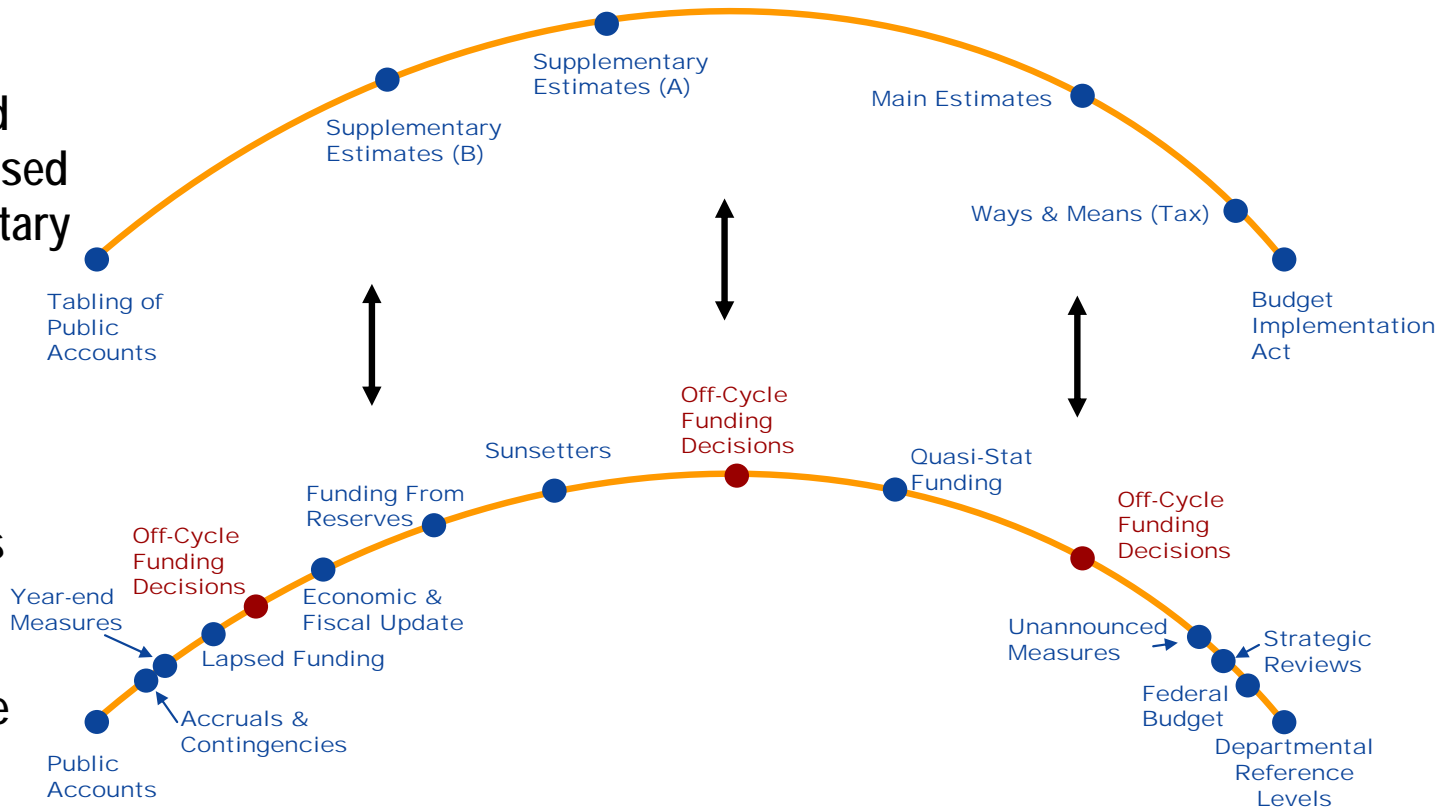 Supplementary
Estimates (A)
Main Estimates
Supplementary
Estimates (B)
Ways & Means (Tax)
Tabling of
Public
Accounts
Budget
Implementation
Act
Off-Cycle
Funding
Decisions
Sunsetters
Quasi-Stat
Funding
Funding From
Reserves
Off-Cycle
Funding
Decisions
Off-Cycle
Funding
Decisions
Year-end
Measures
Economic &
Fiscal Update
Lapsed Funding
Unannounced
Measures
Strategic
Reviews
Federal
Budget
Accruals &
Contingencies
Public
Accounts
Departmental
Reference
Levels